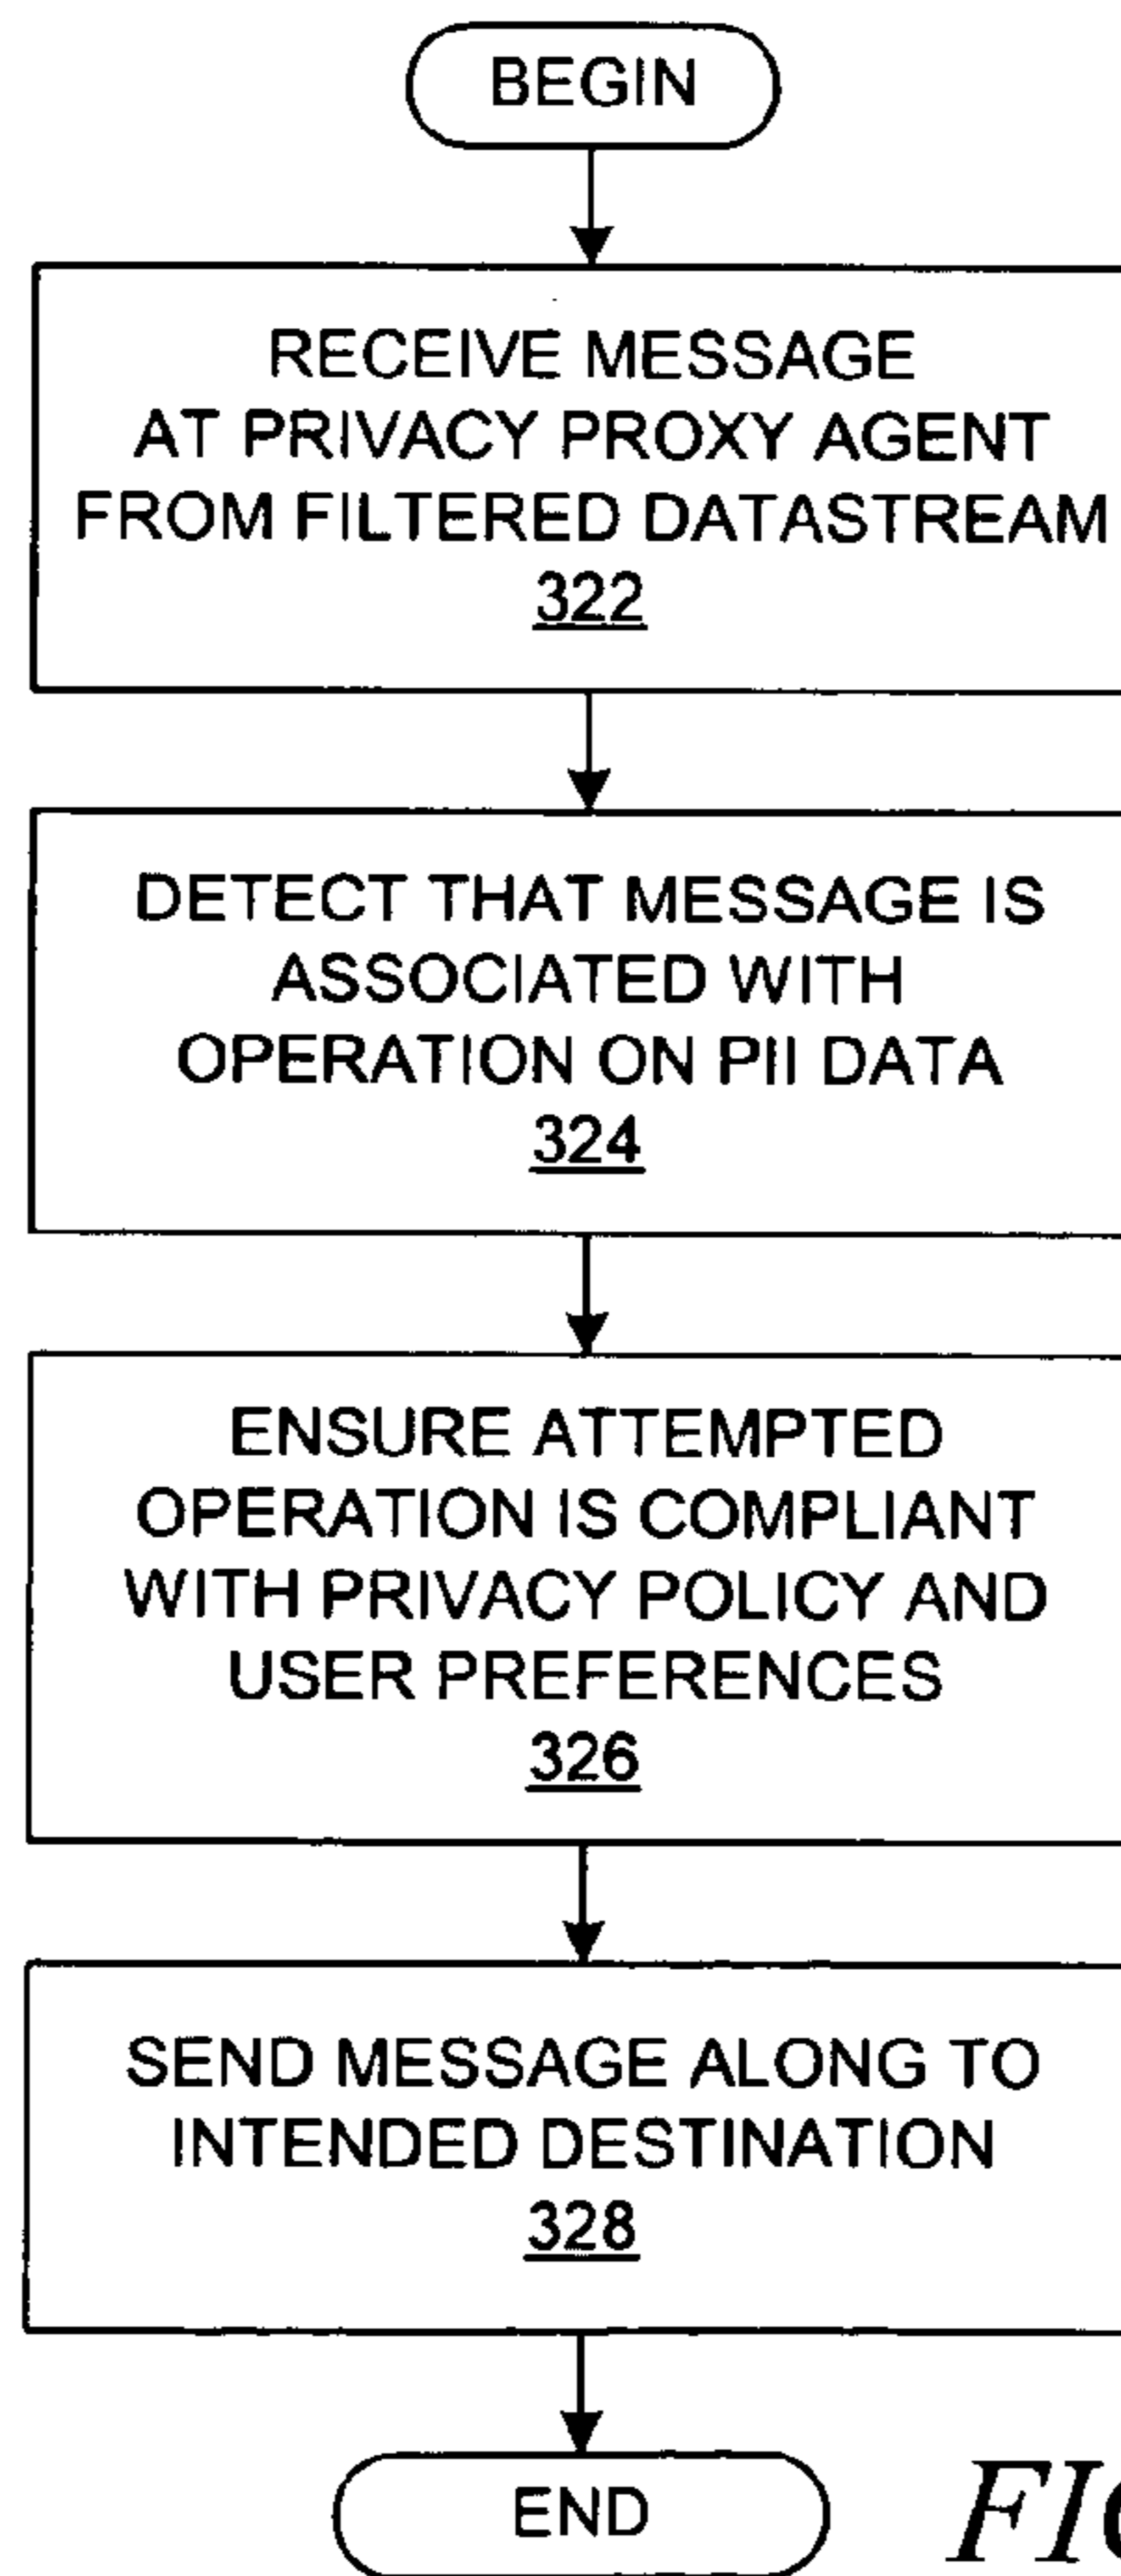 BEGIN
RECEIVE MESSAGE
AT PRIVACY PROXY AGENT
FROM FILTERED DATASTREAM
322
DETECT THAT MESSAGE IS
ASSOCIATED WITH
OPERATION ON PII DATA
324
ENSURE ATTEMPTED
OPERATION IS COMPLIANT
WITH PRIVACY POLICY AND
USER PREFERENCES
326
SEND MESSAGE ALONG TO
INTENDED DESTINATION
328
END